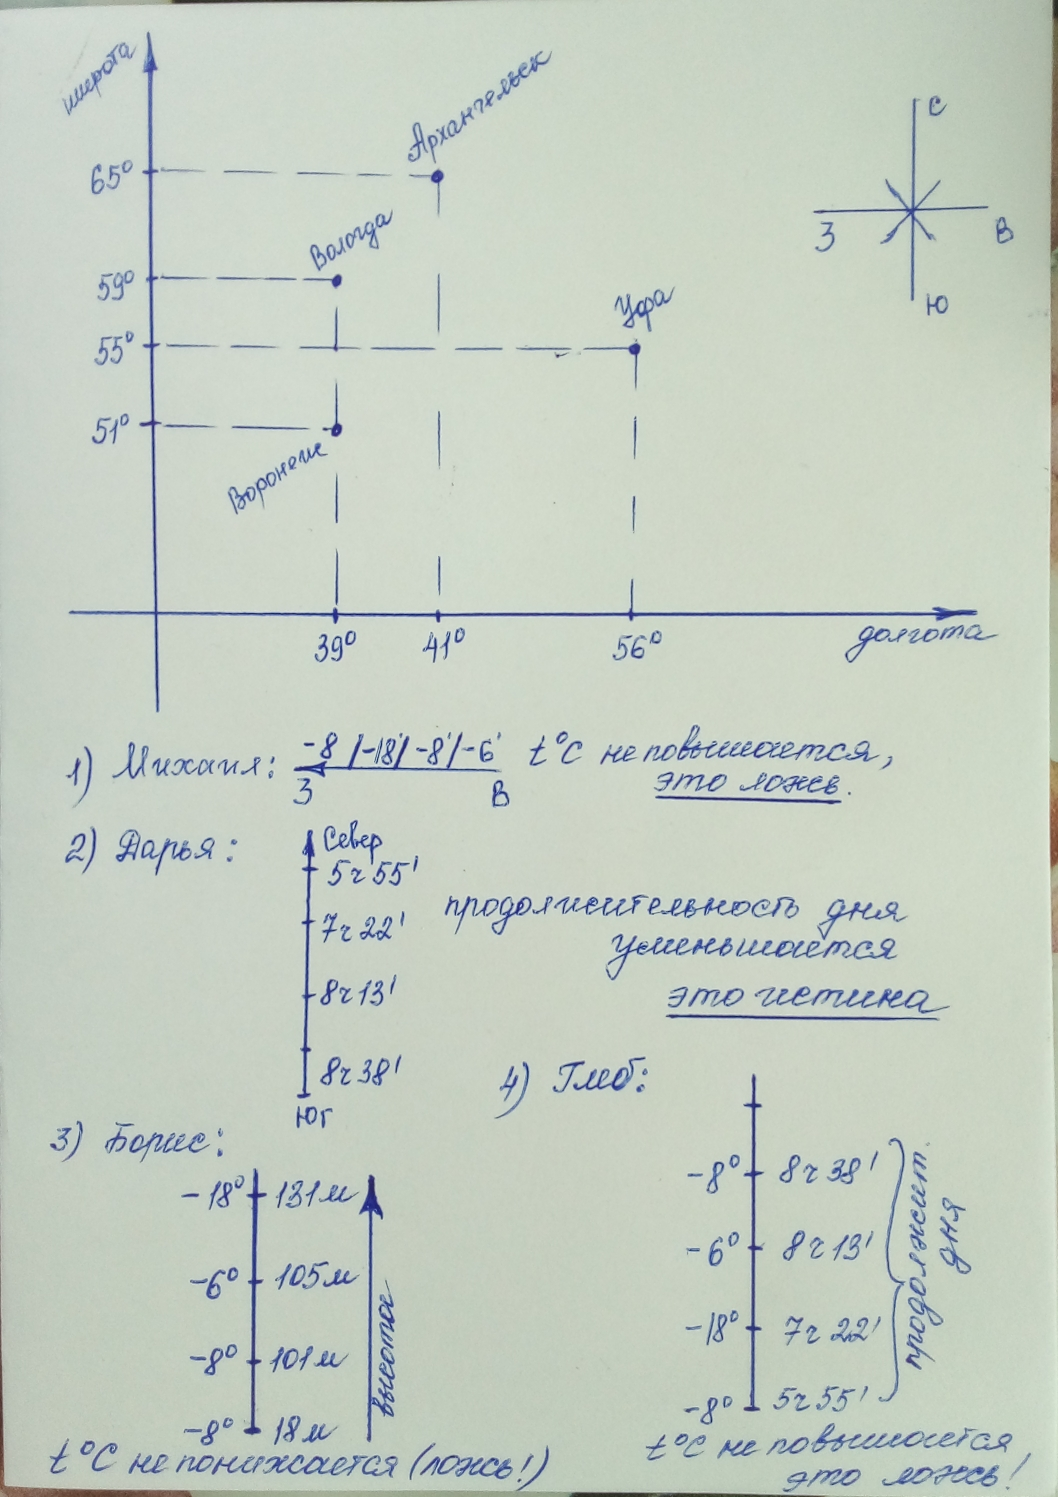 широта
Архангельск
65°
Вологда
59°
Уфа
55°
51°
Воронеж
39°
41°
56°
долгота
С
З
В
Ю
1) Михаил: -8 /-18/ -8/ -6 t°C не повышается,
З В это ложь.
2) Дарья: Север
5ч 55'
7ч 22'
8ч 13'
8ч 38'
Юг
продолжительность дня
уменьшается
это истина
3) Борис:
-18° 131м
-6° 105м
-8° 101м
-8° 18м
высота
t°C не понижается (ложь!)
4) Глеб:
-8° 8ч 38'
-6° 8ч 13'
-18° 7ч 22'
-8° 5ч 55'
продолжит.
дня
t°C не повышается,
это ложь!